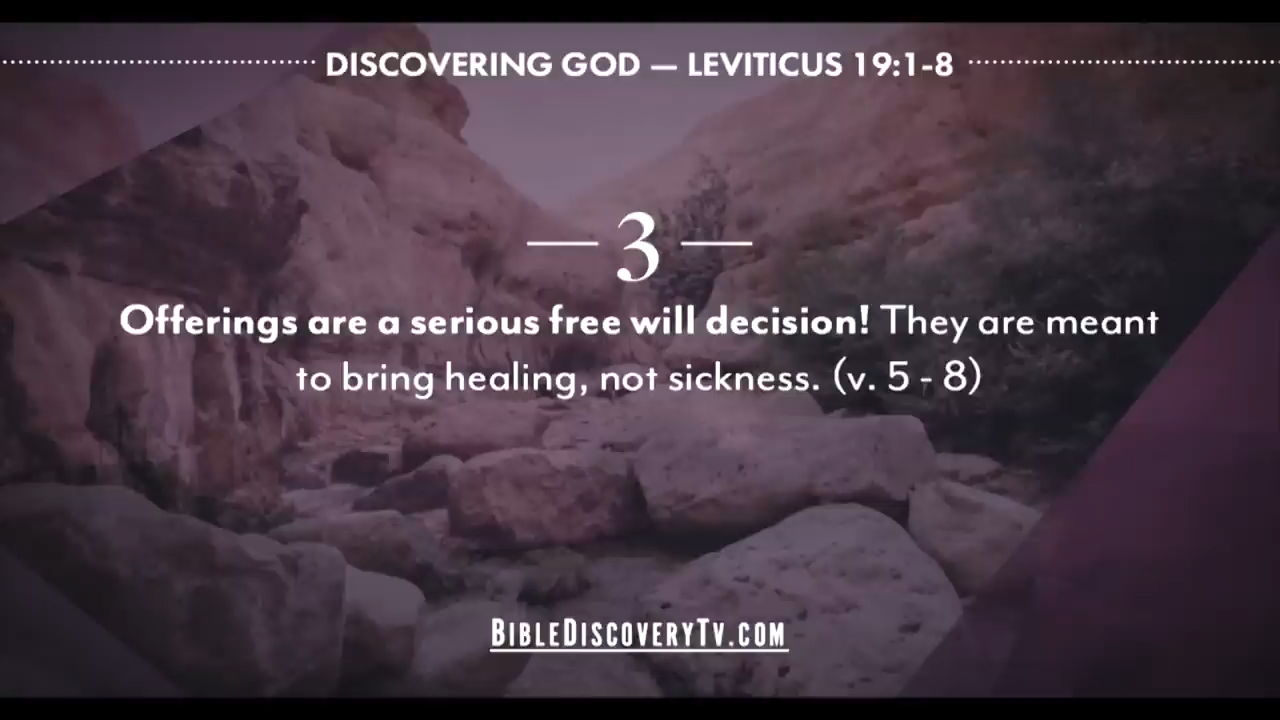 DISCOVERING GOD — LEVITICUS 19:1-8
— 3 —
Offerings are a serious free will decision! They are meant
to bring healing, not sickness. (v. 5 - 8)
BIBLEDISCOVERYTV.COM